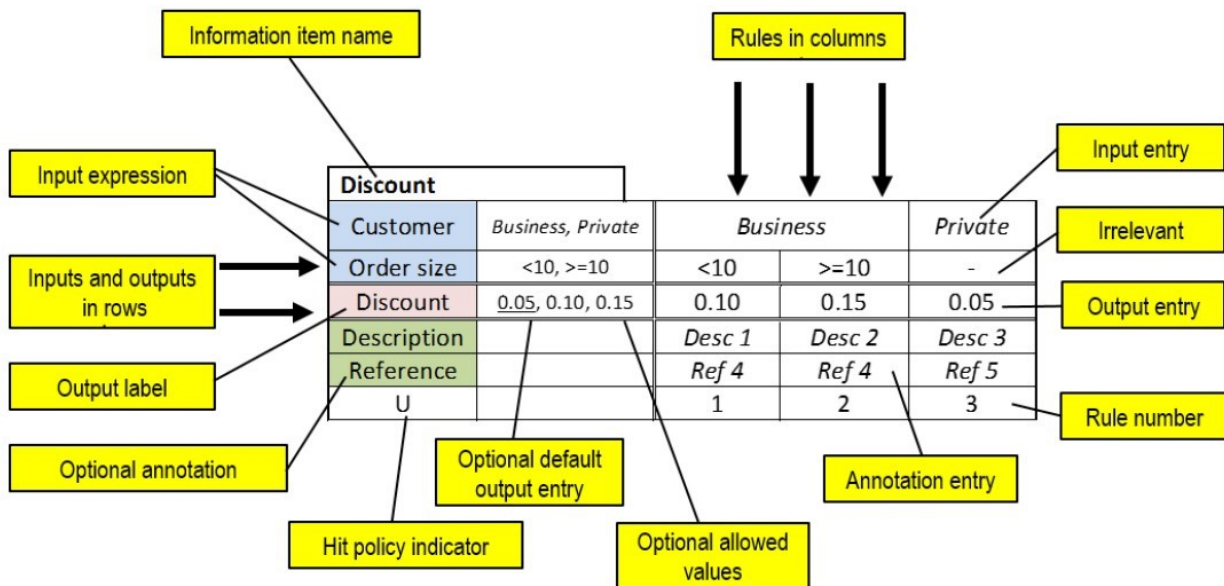 Information item name
Rules in columns
Input expression
Input entry
Discount
Customer Business, Private Business Private
Irrelevant
Order size <10, >=10 <10 >=10 -
Inputs and outputs
in rows
Discount 0.05, 0.10, 0.15 0.10 0.15 0.05
Output entry
Description Desc 1 Desc 2 Desc 3
Output label
Reference Ref 4 Ref 4 Ref 5
U 1 2 3
Rule number
Optional annotation
Optional default
output entry
Annotation entry
Hit policy indicator
Optional allowed
values